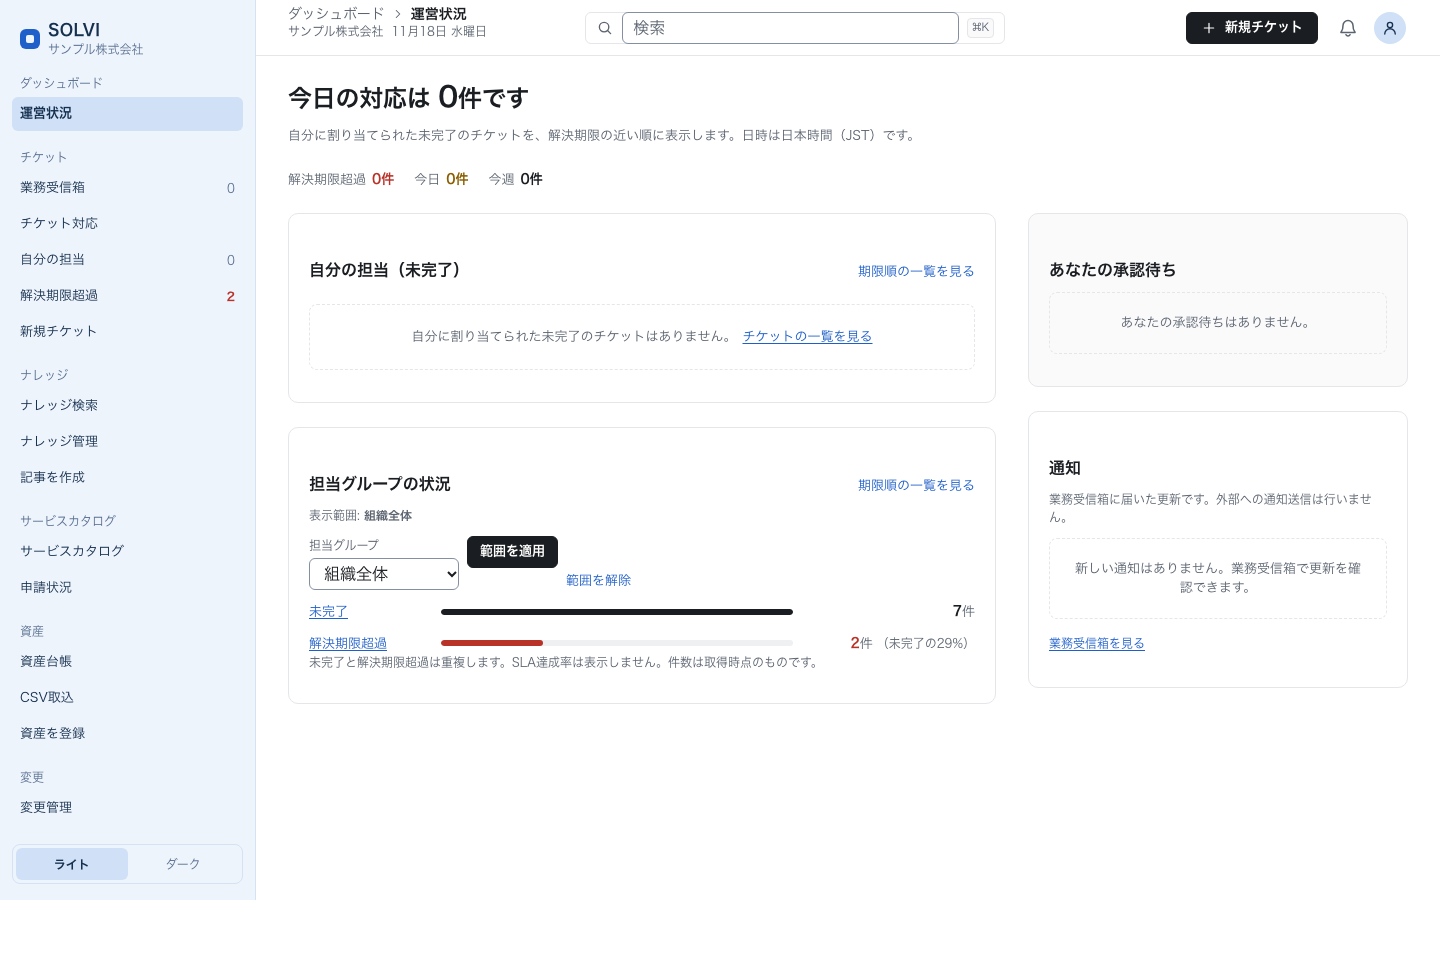 SOLVI
サンプル株式会社
ダッシュボード
運営状況
チケット
業務受信箱 0
チケット対応
自分の担当 0
解決期限超過 2
新規チケット
ナレッジ
ナレッジ検索
ナレッジ管理
記事を作成
サービスカタログ
サービスカタログ
申請状況
資産
資産台帳
CSV取込
資産を登録
変更
変更管理
ライト ダーク
ダッシュボード 運営状況
サンプル株式会社 11月18日 水曜日
検索 ⌘K
新規チケット
今日の対応は 0件です
自分に割り当てられた未完了のチケットを、解決期限の近い順に表示します。日時は日本時間（JST）です。
解決期限超過 0件 今日 0件 今週 0件
自分の担当（未完了） 期限順の一覧を見る
自分に割り当てられた未完了のチケットはありません。 チケットの一覧を見る
担当グループの状況 期限順の一覧を見る
表示範囲: 組織全体
担当グループ
組織全体 範囲を適用 範囲を解除
未完了 7件
解決期限超過 2件 （未完了の29%）
未完了と解決期限超過は重複します。SLA達成率は表示しません。件数は取得時点のものです。
あなたの承認待ち
あなたの承認待ちはありません。
通知
業務受信箱に届いた更新です。外部への通知送信は行いませ
ん。
新しい通知はありません。業務受信箱で更新を確
認できます。
業務受信箱を見る